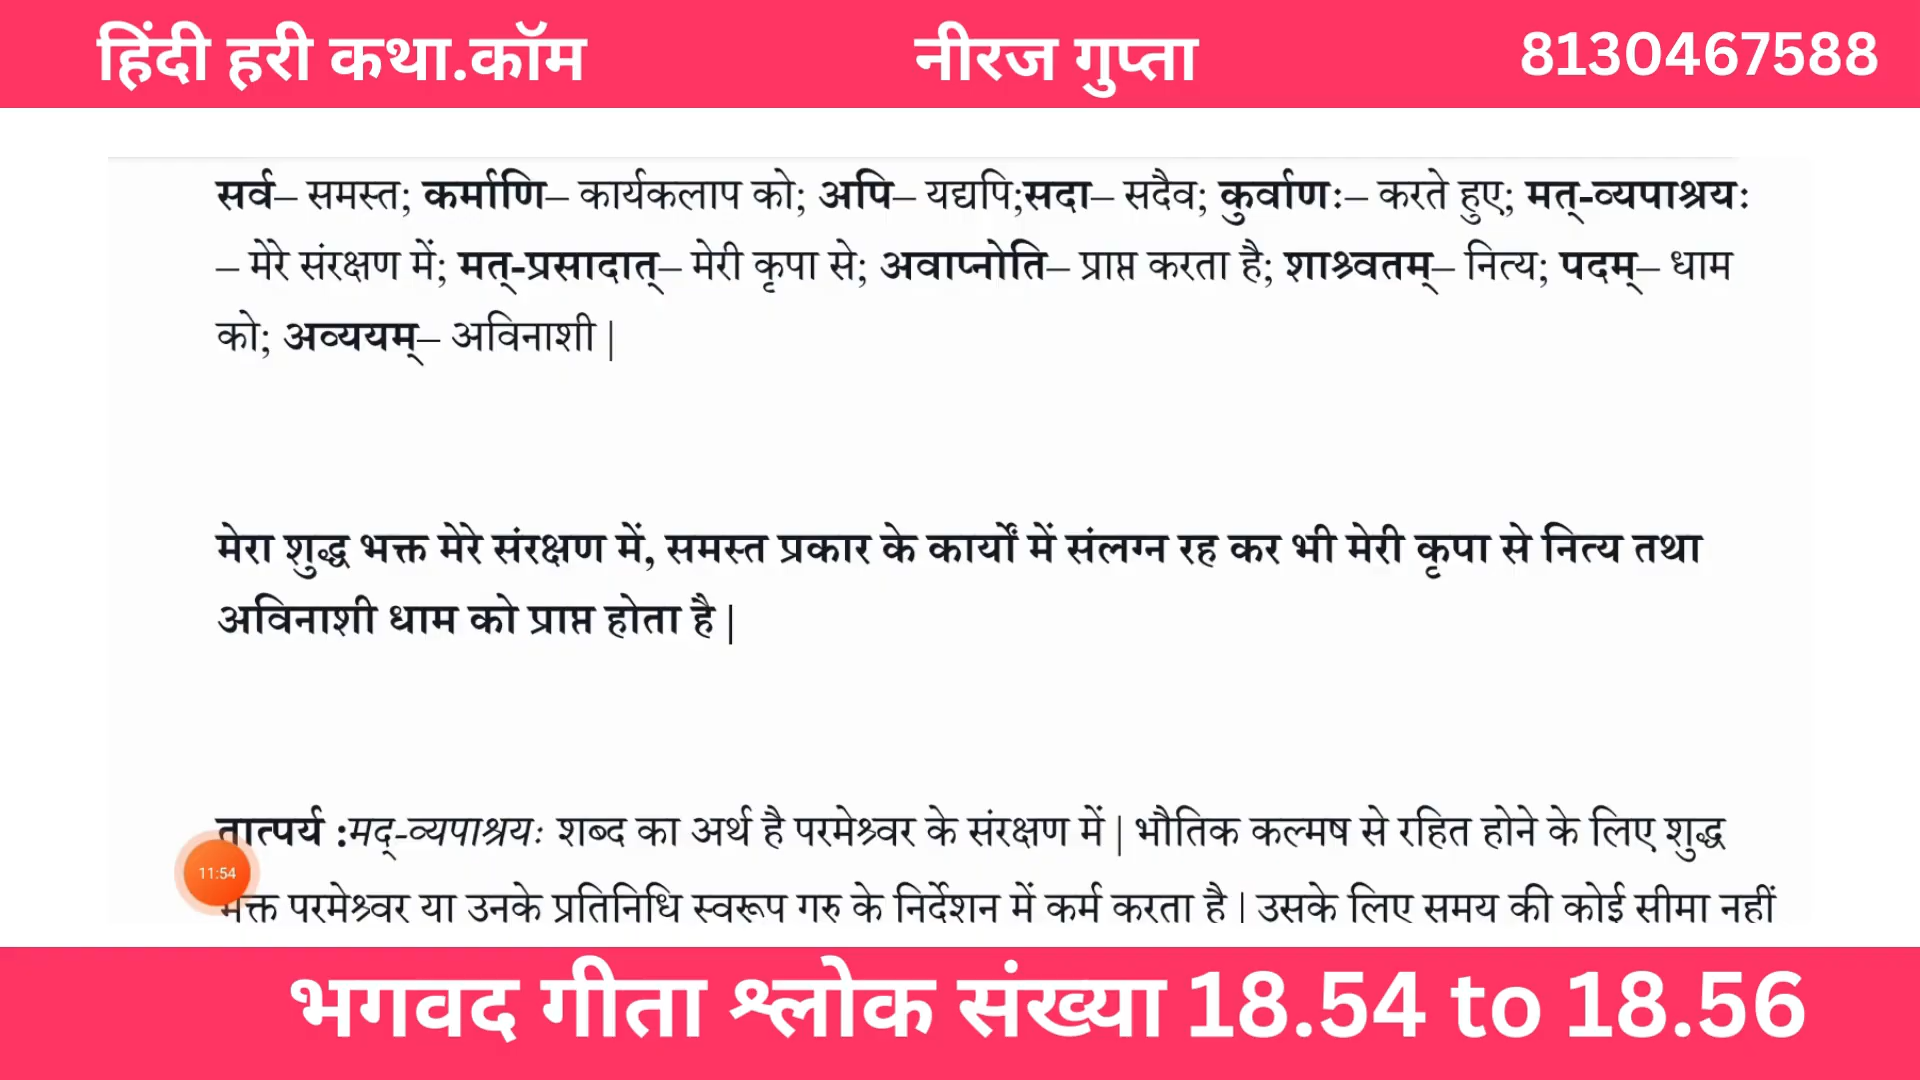 हिंदी हरी कथा.कॉम नीरज गुप्ता 8130467588
सर्व– समस्त; कर्माणि– कार्यकलाप को; अपि– यद्यपि;सदा– सदैव; कुर्वाणः– करते हुए; मत्-व्यपाश्रयः
– मेरे संरक्षण में; मत्-प्रसादात्– मेरी कृपा से; अवाप्नोति– प्राप्त करता है; शाश्र्वतम्– नित्य; पदम्– धाम
को; अव्ययम्– अविनाशी |
मेरा शुद्ध भक्त मेरे संरक्षण में, समस्त प्रकार के कार्यों में संलग्न रह कर भी मेरी कृपा से नित्य तथा
अविनाशी धाम को प्राप्त होता है |
तात्पर्य :मद्-व्यपाश्रयः शब्द का अर्थ है परमेश्र्वर के संरक्षण में | भौतिक कल्मष से रहित होने के लिए शुद्ध
11:54
भक्त परमेश्र्वर या उनके प्रतिनिधि स्वरूप गुरु के निर्देशन में कर्म करता है | उसके लिए समय की कोई सीमा नहीं
भगवद गीता श्लोक संख्या 18.54 to 18.56